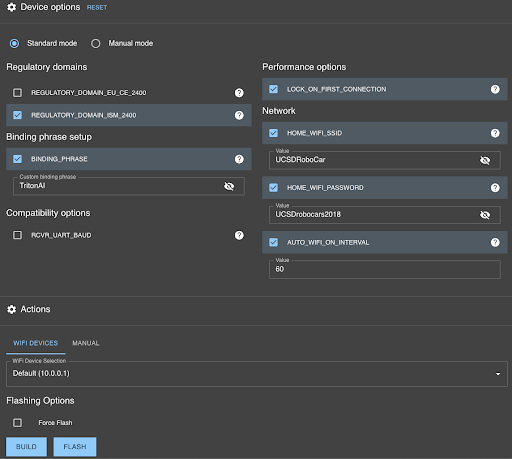 Device options RESET
Standard mode Manual mode
Regulatory domains
REGULATORY_DOMAIN_EU_CE_2400
REGULATORY_DOMAIN_ISM_2400
Binding phrase setup
BINDING_PHRASE
Custom binding phrase
TritonAI
Compatibility options
RCVR_UART_BAUD
Performance options
LOCK_ON_FIRST_CONNECTION
Network
HOME_WIFI_SSID
Value
UCSDRoboCar
HOME_WIFI_PASSWORD
Value
UCSDrobocars2018
AUTO_WIFI_ON_INTERVAL
Value
60
Actions
WIFI DEVICES MANUAL
WiFi Device Selection
Default (10.0.0.1)
Flashing Options
Force Flash
BUILD FLASH